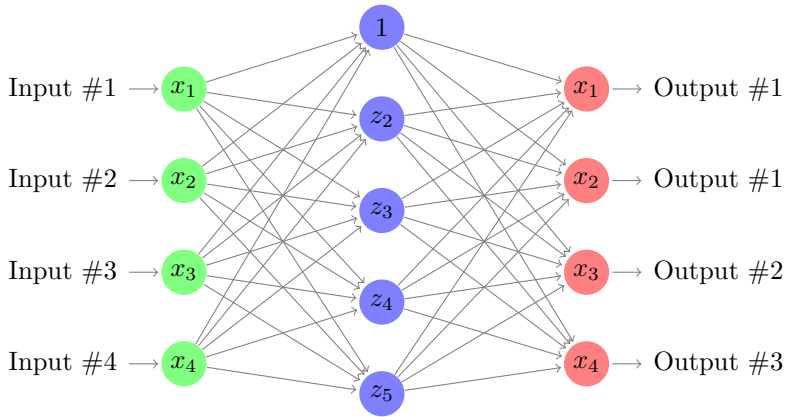 1
Input #1 x₁ x₁ Output #1
z₂
Input #2 x₂ x₂ Output #1
z₃
Input #3 x₃ x₃ Output #2
z₄
Input #4 x₄ x₄ Output #3
z₅